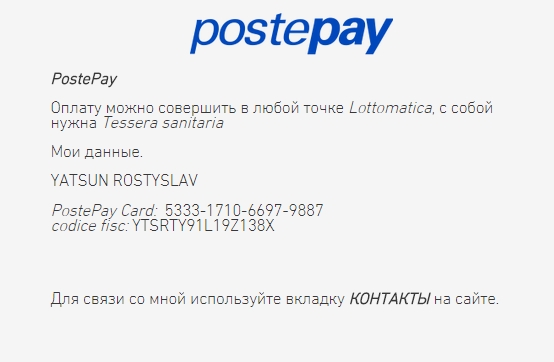 postepay
PostePay
Оплату можно совершить в любой точке Lottomatica, с собой
нужна Tessera sanitaria
Мои данные.
YATSUN ROSTYSLAV
PostePay Card: 5333-1710-6697-9887
codice fisc: YTSRTY91L19Z138X
Для связи со мной используйте вкладку КОНТАКТЫ на сайте.